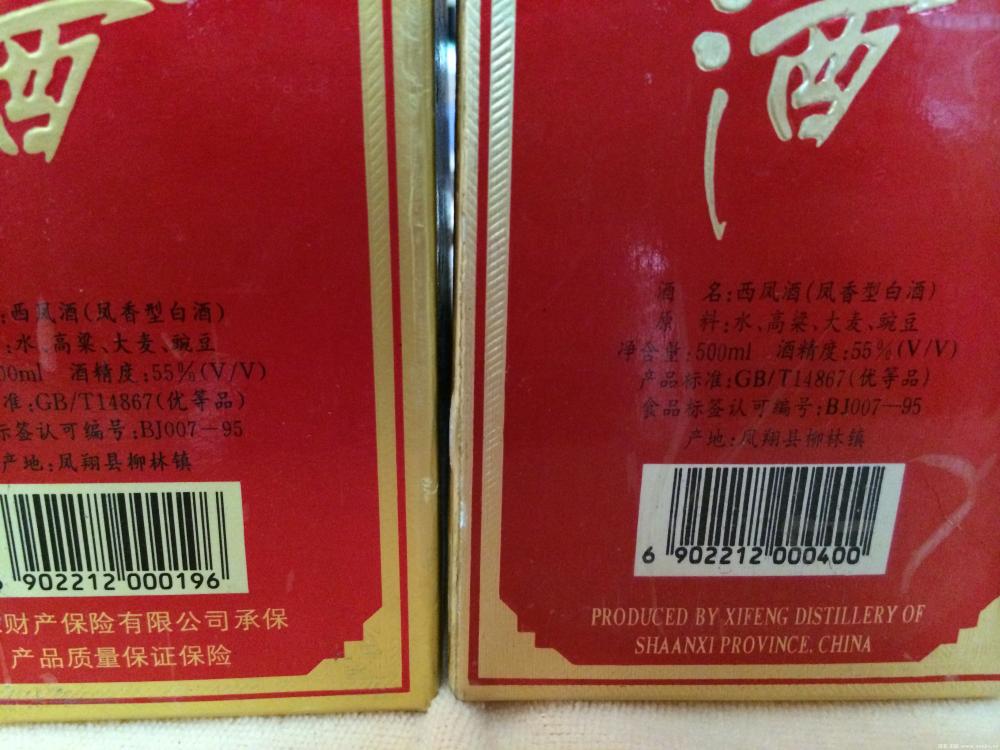 酒
:西凤酒(凤香型白酒)
:水、高粱、大麦、豌豆
00ml 酒精度:55%(V/V)
准:GB/T14867(优等品)
标签认可编号:BJ007—95
产地:凤翔县柳林镇
902212 000196
财产保险有限公司承保
产品质量保证保险
酒
酒 名:西凤酒(凤香型白酒)
原 料:水、高粱、大麦、豌豆
净含量:500ml 酒精度:55%(V/V)
产品标准:GB/T14867(优等品)
食品标签认可编号:BJ007—95
产地:凤翔县柳林镇
6 902212 000400
PRODUCED BY XIFENG DISTILLERY OF
SHAANXI PROVINCE. CHINA